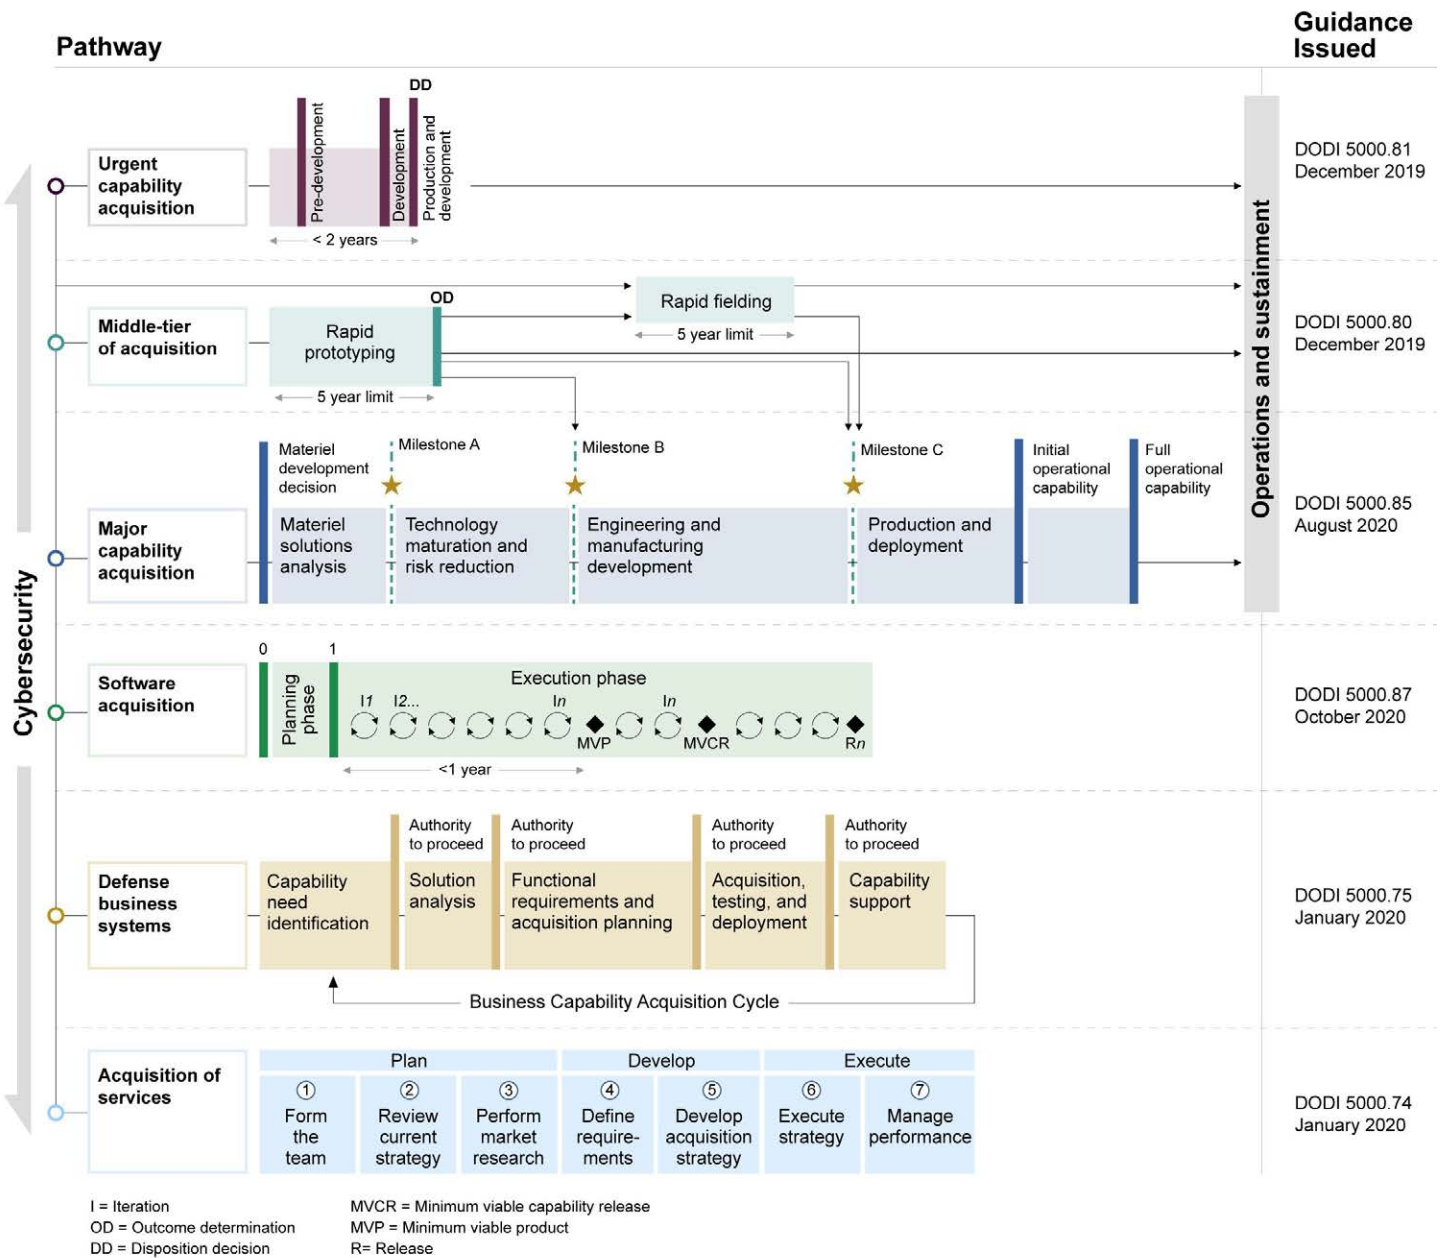 Pathway
Guidance
Issued
DD
Pre-development
Development
Production and
development
Urgent
capability
acquisition
< 2 years
DODI 5000.81
December 2019
Operations and sustainment
OD
Rapid fielding
5 year limit
Middle-tier
of acquisition
Rapid
prototyping
5 year limit
DODI 5000.80
December 2019
Materiel
development
decision
Milestone A
Milestone B
Milestone C
Initial
operational
capability
Full
operational
capability
Major
capability
acquisition
Materiel
solutions
analysis
Technology
maturation and
risk reduction
Engineering and
manufacturing
development
Production and
deployment
DODI 5000.85
August 2020
Cybersecurity
0
1
Software
acquisition
Planning
phase
Execution phase
I1
I2...
In
In
MVP
MVCR
Rn
<1 year
DODI 5000.87
October 2020
Authority
to proceed
Authority
to proceed
Authority
to proceed
Authority
to proceed
Defense
business
systems
Capability
need
identification
Solution
analysis
Functional
requirements and
acquisition planning
Acquisition,
testing, and
deployment
Capability
support
Business Capability Acquisition Cycle
DODI 5000.75
January 2020
Acquisition of
services
Plan
Develop
Execute
1
Form
the
team
2
Review
current
strategy
3
Perform
market
research
4
Define
require-
ments
5
Develop
acquisition
strategy
6
Execute
strategy
7
Manage
performance
DODI 5000.74
January 2020
I = Iteration
OD = Outcome determination
DD = Disposition decision
MVCR = Minimum viable capability release
MVP = Minimum viable product
R= Release